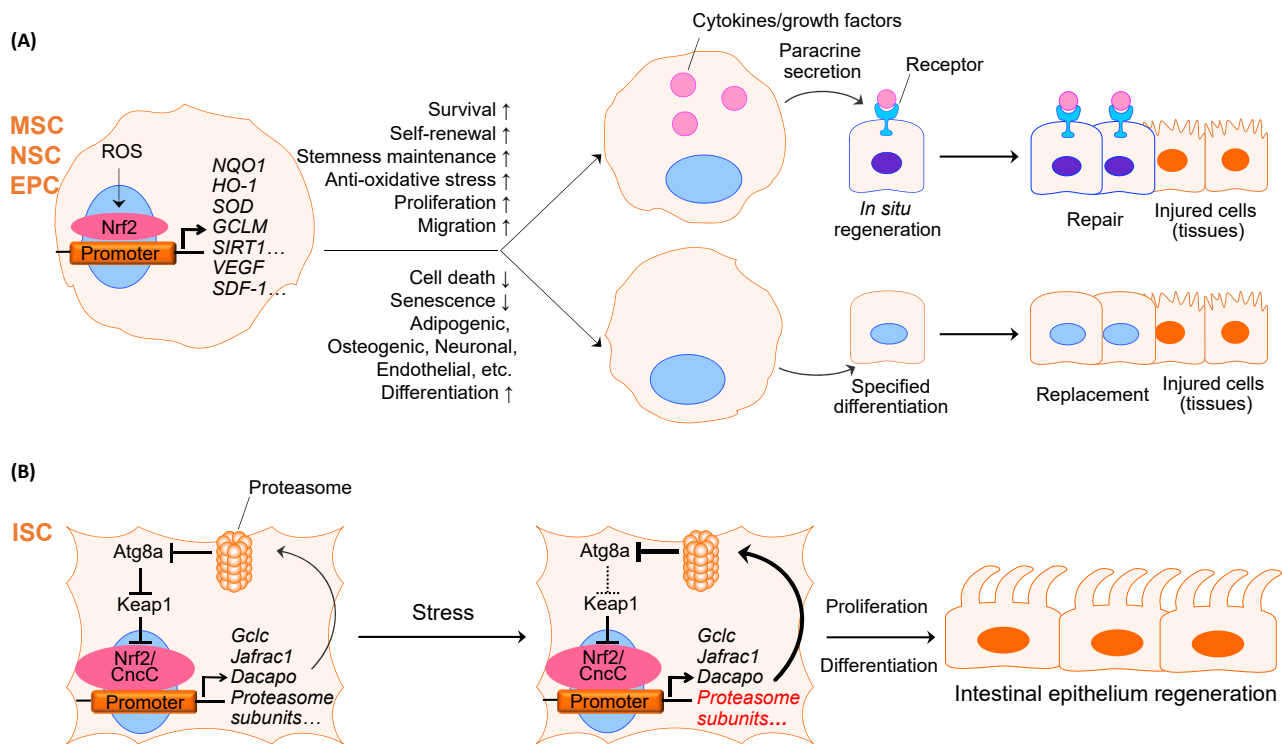 (A)
MSC
NSC
EPC
ROS
Nrf2
Promoter
NQO1
HO-1
SOD
GCLM
SIRT1…
VEGF
SDF-1…
Survival ↑
Self-renewal ↑
Stemness maintenance ↑
Anti-oxidative stress ↑
Proliferation ↑
Migration ↑
Cell death ↓
Senescence ↓
Adipogenic,
Osteogenic, Neuronal,
Endothelial, etc.
Differentiation ↑
Cytokines/growth factors
Paracrine
secretion
Receptor
In situ
regeneration
Repair
Injured cells
(tissues)
Specified
differentiation
Replacement
Injured cells
(tissues)
(B)
ISC
Proteasome
Atg8a
Keap1
Nrf2/
CncC
Promoter
Gclc
Jafrac1
Dacapo
Proteasome
subunits…
Stress
Atg8a
Keap1
Nrf2/
CncC
Promoter
Gclc
Jafrac1
Dacapo
Proteasome
subunits…
Proliferation
Differentiation
Intestinal epithelium regeneration